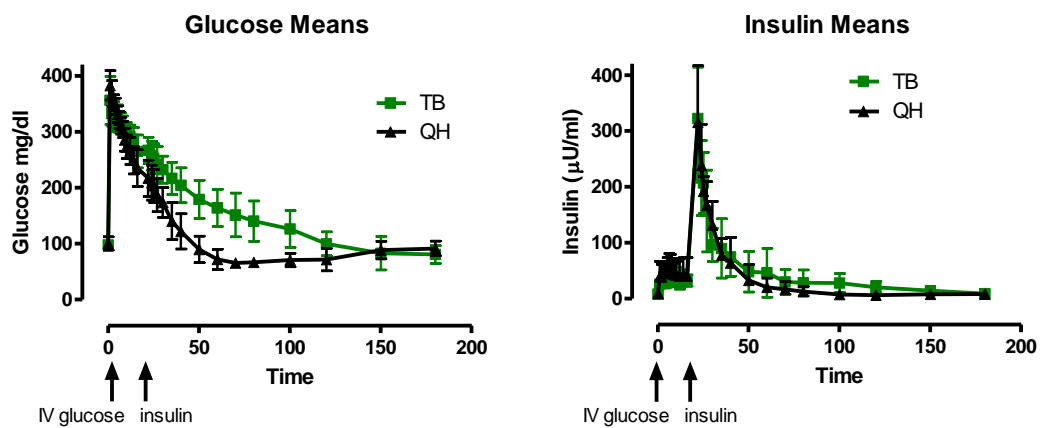 Glucose Means
Glucose mg/dl
400
300
200
100
0
TB
QH
0
50
100
150
200
Time
IV glucose
insulin
Insulin Means
Insulin (μU/ml)
400
300
200
100
0
TB
QH
0
50
100
150
200
Time
IV glucose
insulin